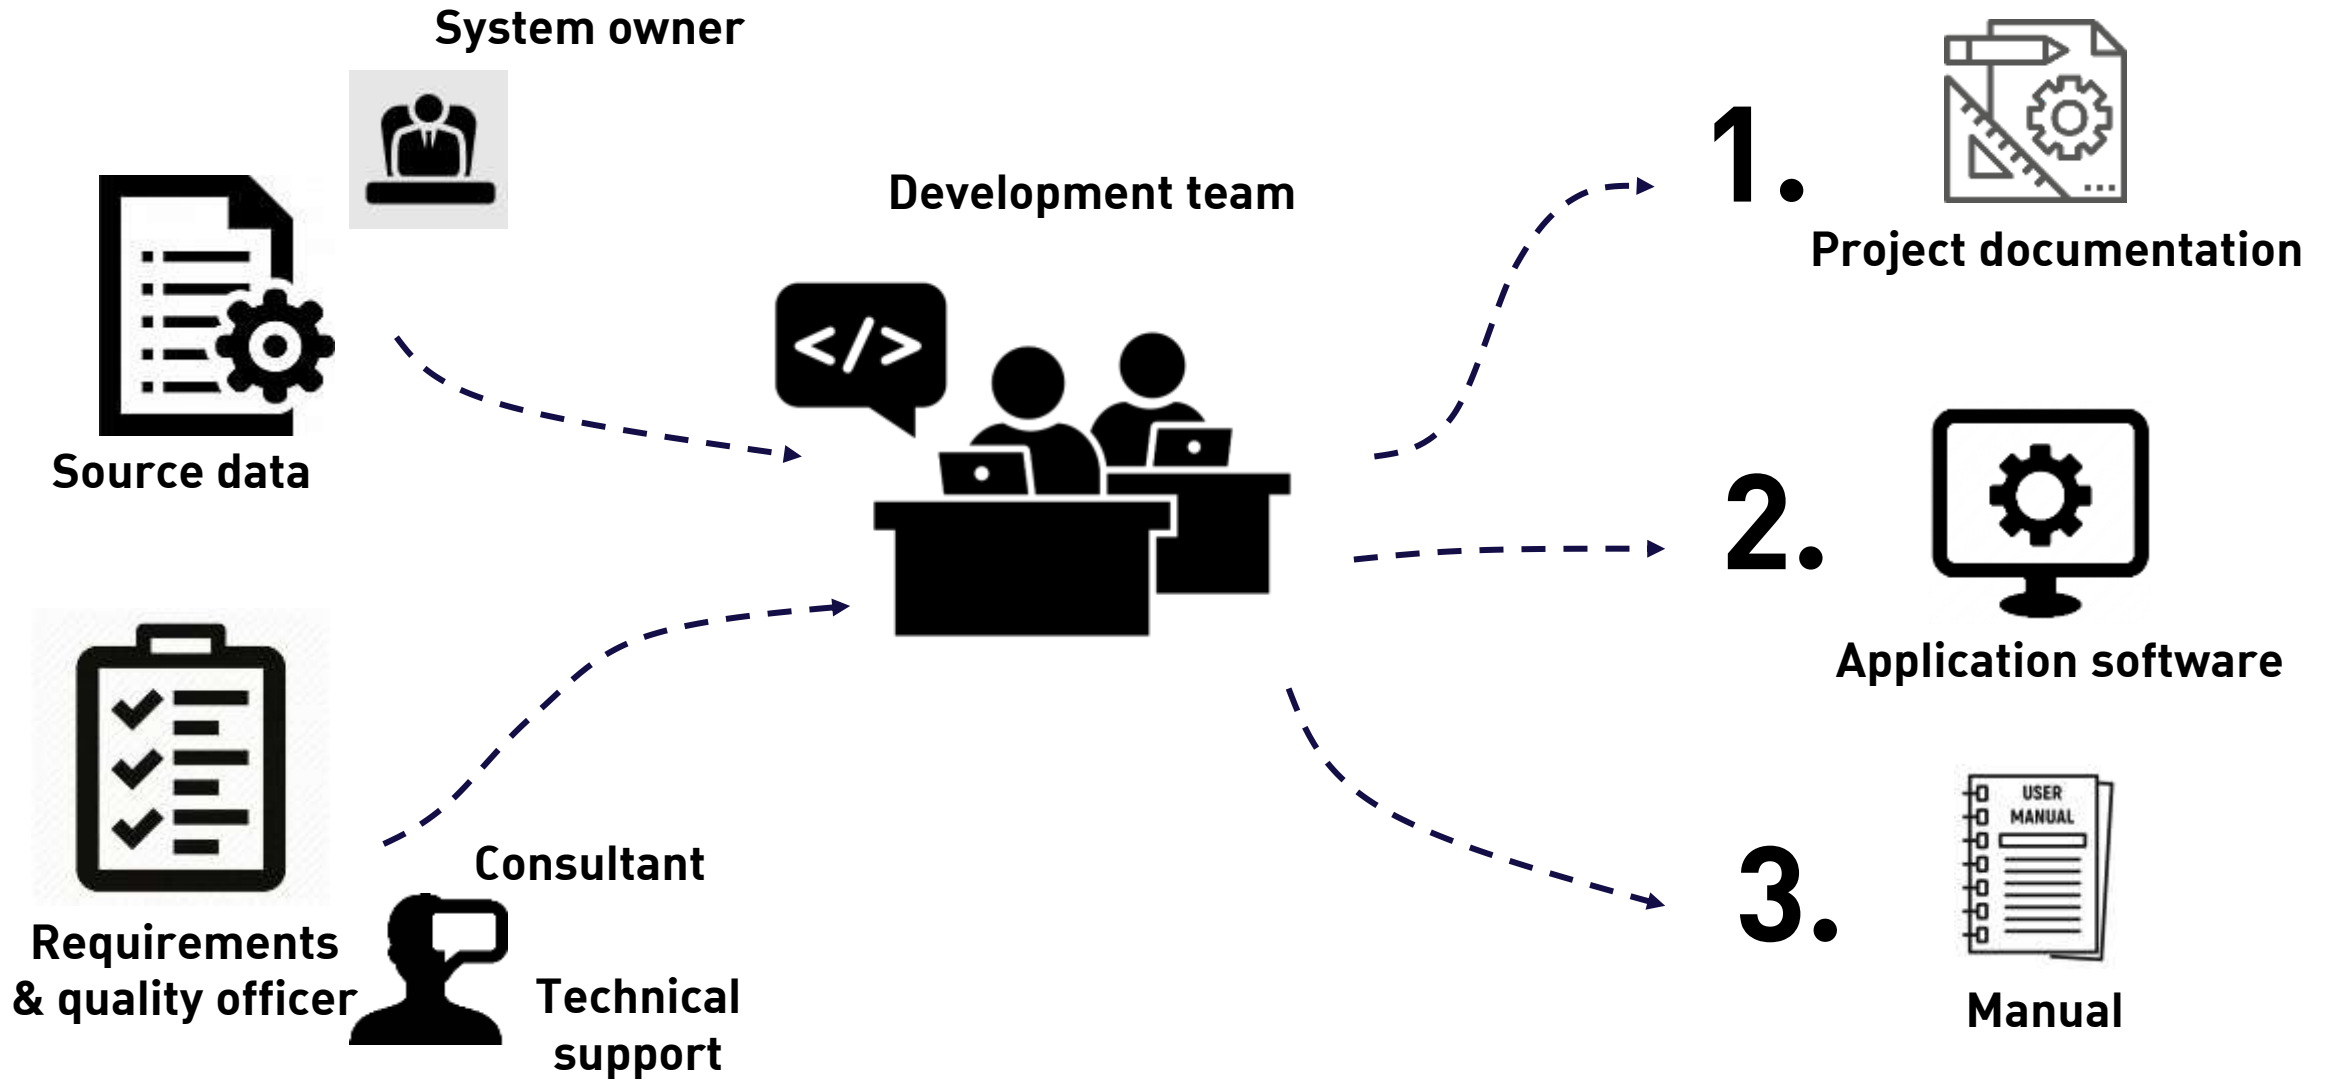 System owner
Source data
Requirements
& quality officer
Consultant
Technical
support
Development team
</>
1.
Project documentation
2.
Application software
3.
USER
MANUAL
Manual